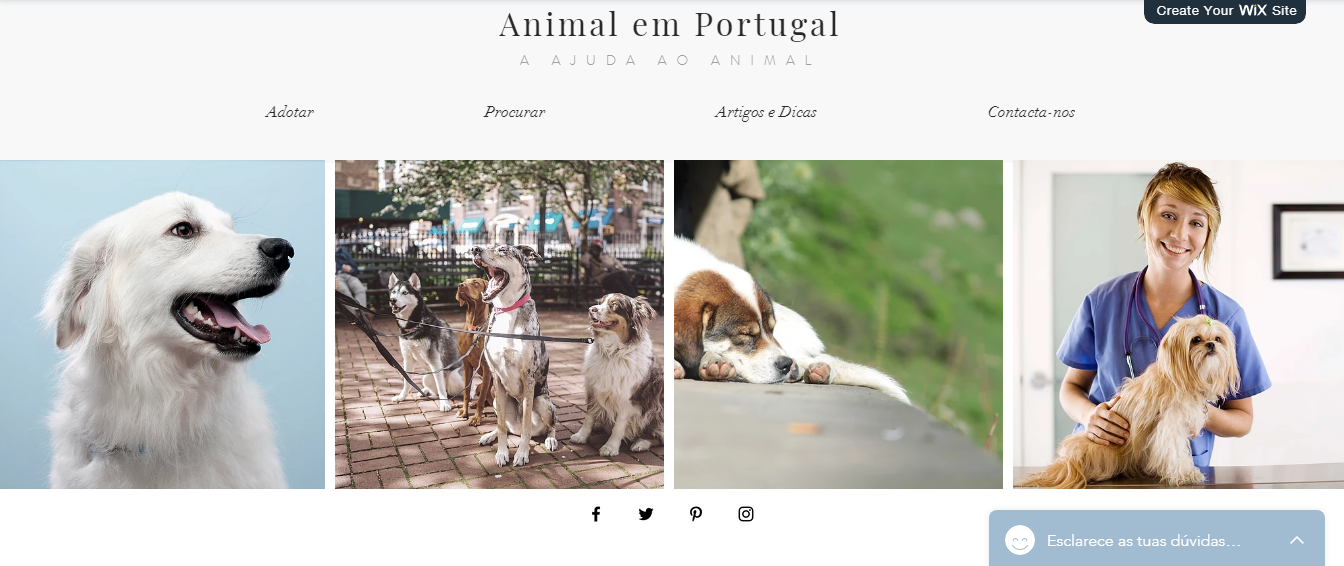 Create Your WiX Site
Animal em Portugal
A AJUDA AO ANIMAL
Adotar
Procurar
Artigos e Dicas
Contacta-nos
Esclarece as tuas dúvidas...